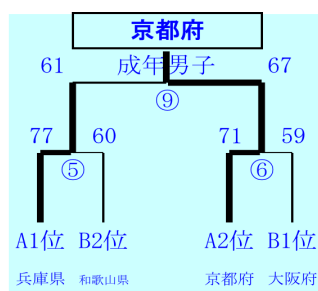 京都府
61 成年男子 67
⑨
77 60 71 59
⑤ ⑥
A1位 B2位 A2位 B1位
兵庫県 和歌山県 京都府 大阪府